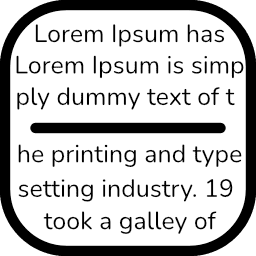 Lorem Ipsum has
Lorem Ipsum is simp
ply dummy text of t
he printing and type
setting industry. 19
took a galley of